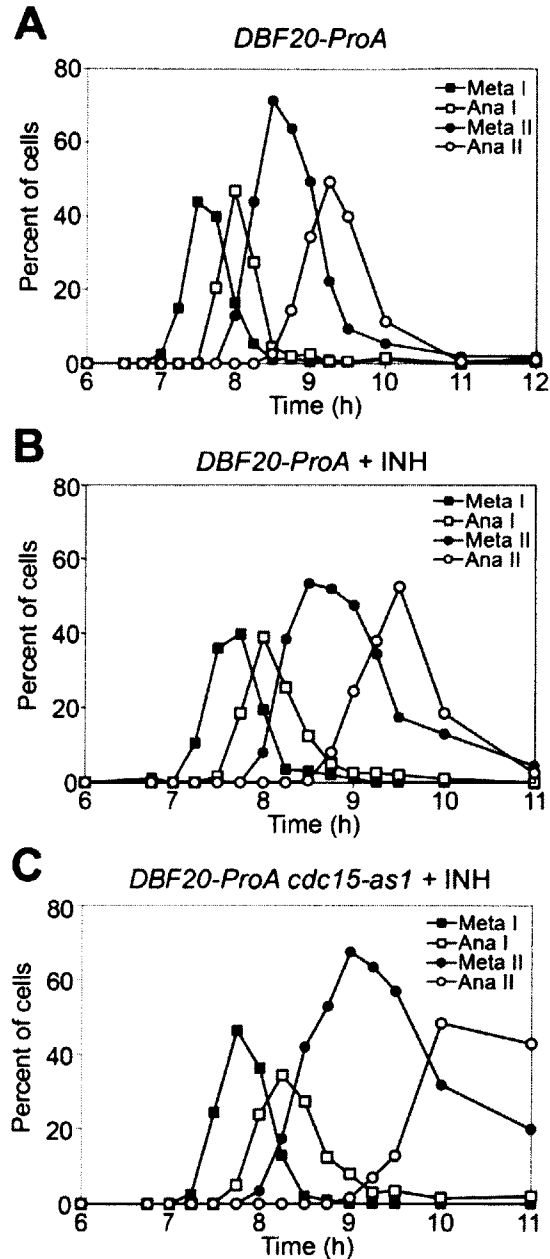 A
DBF20-ProA
80
60
40
20
0
Percent of cells
Meta I
Ana I
Meta II
Ana II
6 7 8 9 10 11 12
Time (h)
B
DBF20-ProA + INH
80
60
40
20
0
Percent of cells
Meta I
Ana I
Meta II
Ana II
6 7 8 9 10 11
Time (h)
C
DBF20-ProA cdc15-as1 + INH
80
60
40
20
0
Percent of cells
Meta I
Ana I
Meta II
Ana II
6 7 8 9 10 11
Time (h)